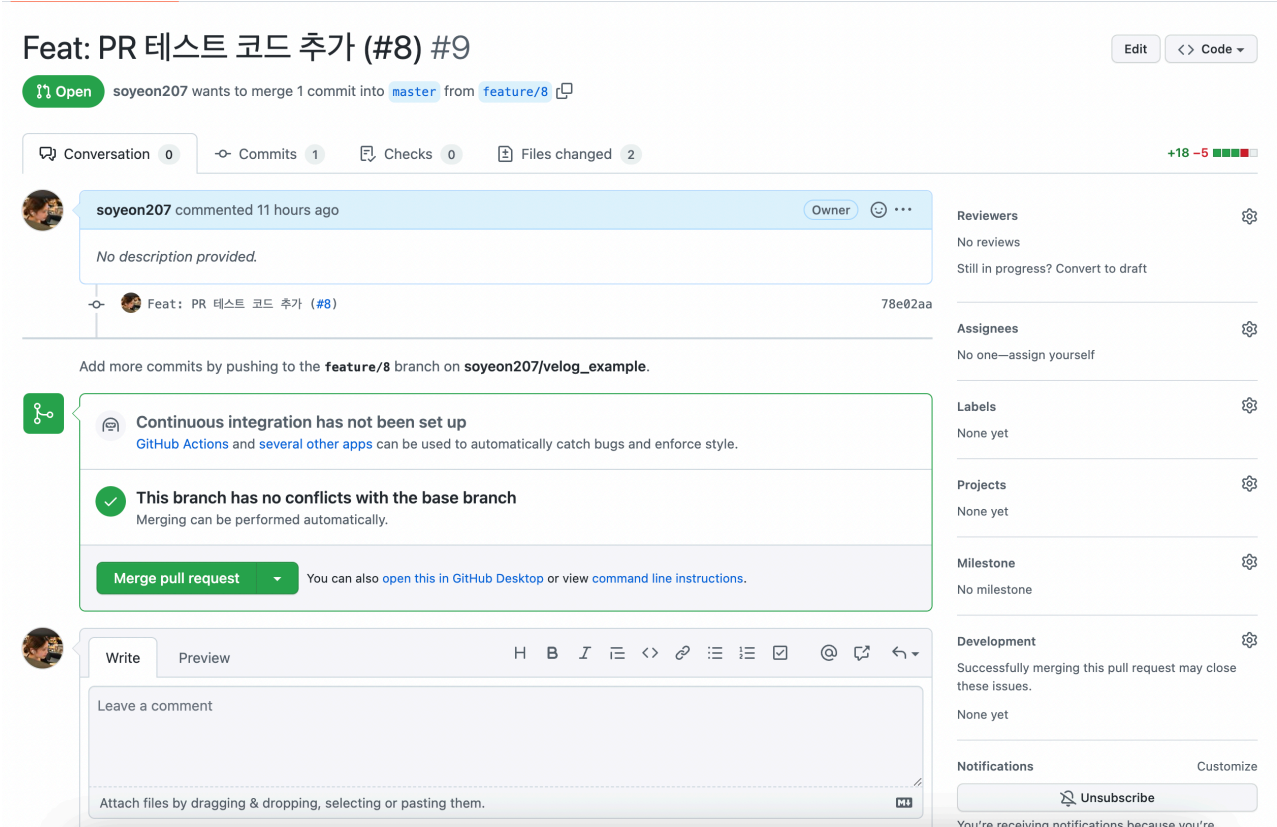 Feat: PR 테스트 코드 추가 (#8) #9
Edit
Code
Open soyeon207 wants to merge 1 commit into master from feature/8
Conversation 0
Commits 1
Checks 0
Files changed 2
+18 −5
soyeon207 commented 11 hours ago
Owner
No description provided.
Feat: PR 테스트 코드 추가 (#8)
78e02aa
Add more commits by pushing to the feature/8 branch on soyeon207/velog_example.
Continuous integration has not been set up
GitHub Actions and several other apps can be used to automatically catch bugs and enforce style.
This branch has no conflicts with the base branch
Merging can be performed automatically.
Merge pull request
You can also open this in GitHub Desktop or view command line instructions.
Write
Preview
Leave a comment
Attach files by dragging & dropping, selecting or pasting them.
Reviewers
No reviews
Still in progress? Convert to draft
Assignees
No one—assign yourself
Labels
None yet
Projects
None yet
Milestone
No milestone
Development
Successfully merging this pull request may close
these issues.
None yet
Notifications
Customize
Unsubscribe
You're receiving notifications because you're